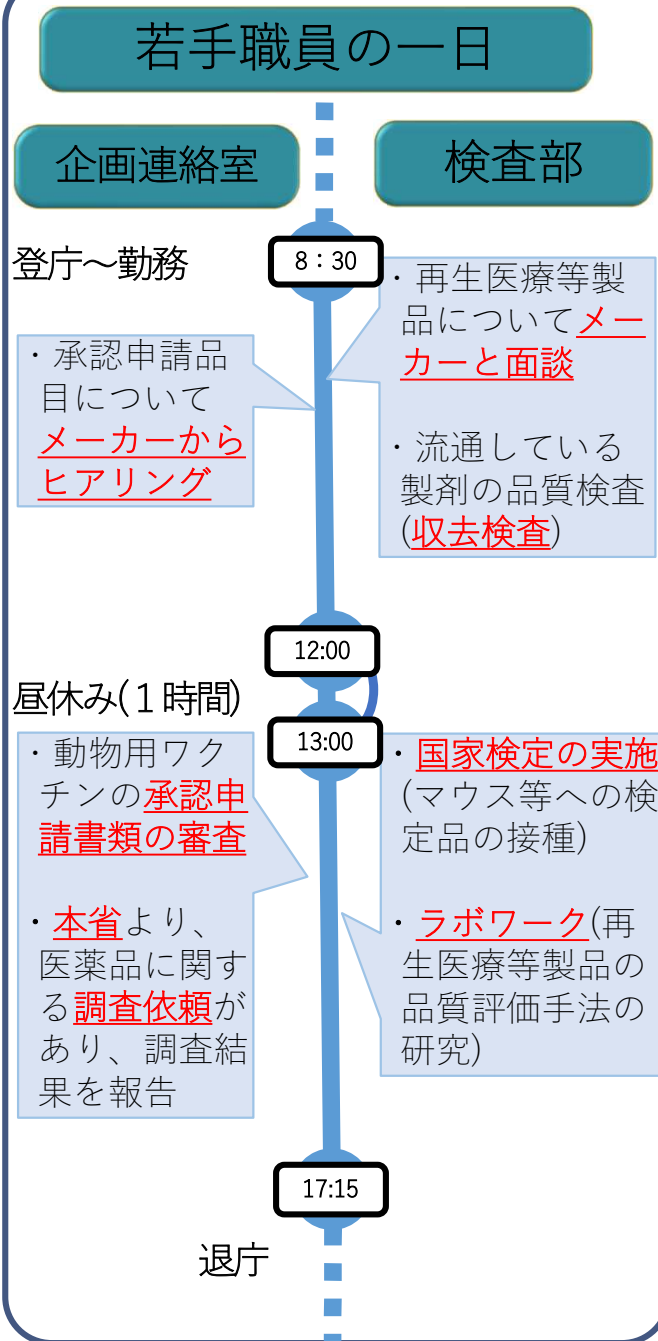 若手職員の一日
企画連絡室
検査部
登庁～勤務
8：30
・承認申請品
目について
メーカーから
ヒアリング
・再生医療等製
品についてメー
カーと面談
・流通している
製剤の品質検査
(収去検査)
12:00
昼休み(１時間)
13:00
・動物用ワク
チンの承認申
請書類の審査
・本省より、
医薬品に関す
る調査依頼が
あり、調査結
果を報告
・国家検定の実施
(マウス等への検
定品の接種)
・ラボワーク(再
生医療等製品の
品質評価手法の
研究)
17:15
退庁